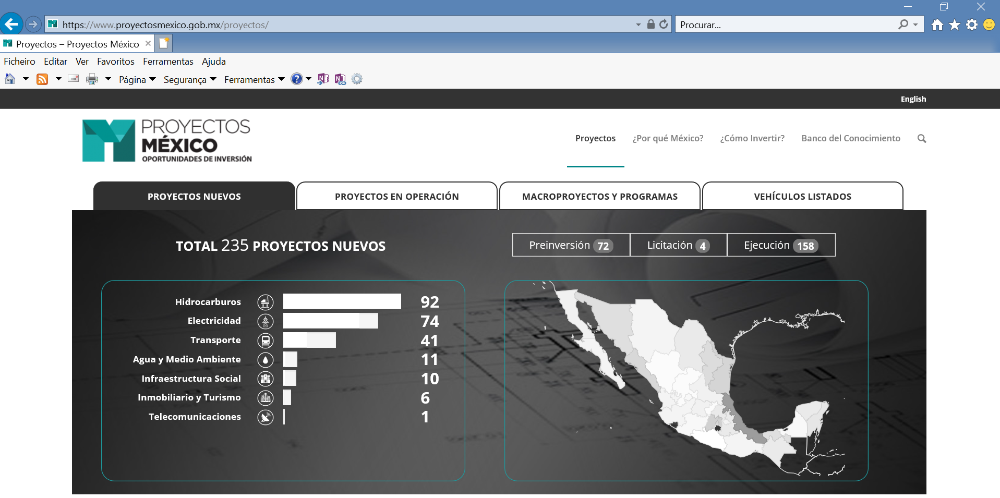 https://www.proyectosmexico.gob.mx/proyectos/
Procurar...
Proyectos – Proyectos México
Ficheiro Editar Ver Favoritos Ferramentas Ajuda
Página Segurança Ferramentas
English
PROYECTOS
MÉXICO
OPORTUNIDADES DE INVERSIÓN
Proyectos ¿Por qué México? ¿Cómo Invertir? Banco del Conocimiento
PROYECTOS NUEVOS PROYECTOS EN OPERACIÓN MACROPROYECTOS Y PROGRAMAS VEHÍCULOS LISTADOS
TOTAL 235 PROYECTOS NUEVOS
Preinversión 72 Licitación 4 Ejecución 158
Hidrocarburos 92
Electricidad 74
Transporte 41
Agua y Medio Ambiente 11
Infraestructura Social 10
Inmobiliario y Turismo 6
Telecomunicaciones 1